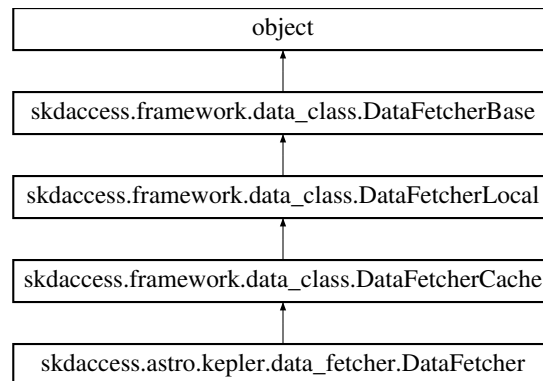 object
skdaccess.framework.data_class.DataFetcherBase
skdaccess.framework.data_class.DataFetcherLocal
skdaccess.framework.data_class.DataFetcherCache
skdaccess.astro.kepler.data_fetcher.DataFetcher